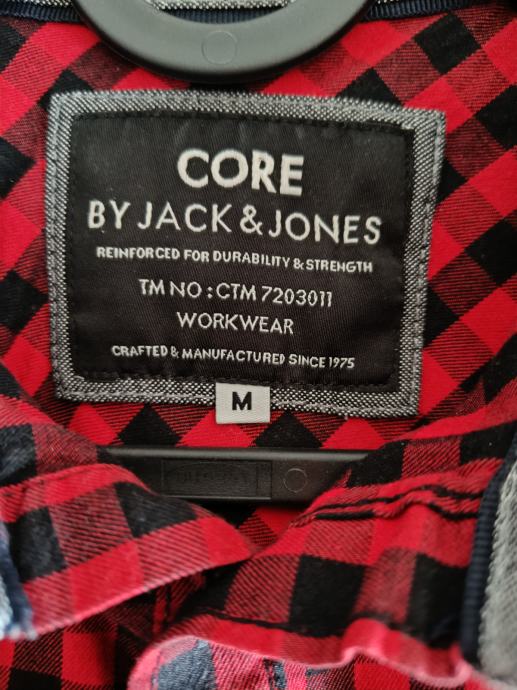 CORE
BY JACK & JONES
REINFORCED FOR DURABILITY & STRENGTH
TM NO : CTM 7203011
WORKWEAR
CRAFTED & MANUFACTURED SINCE 1975
M